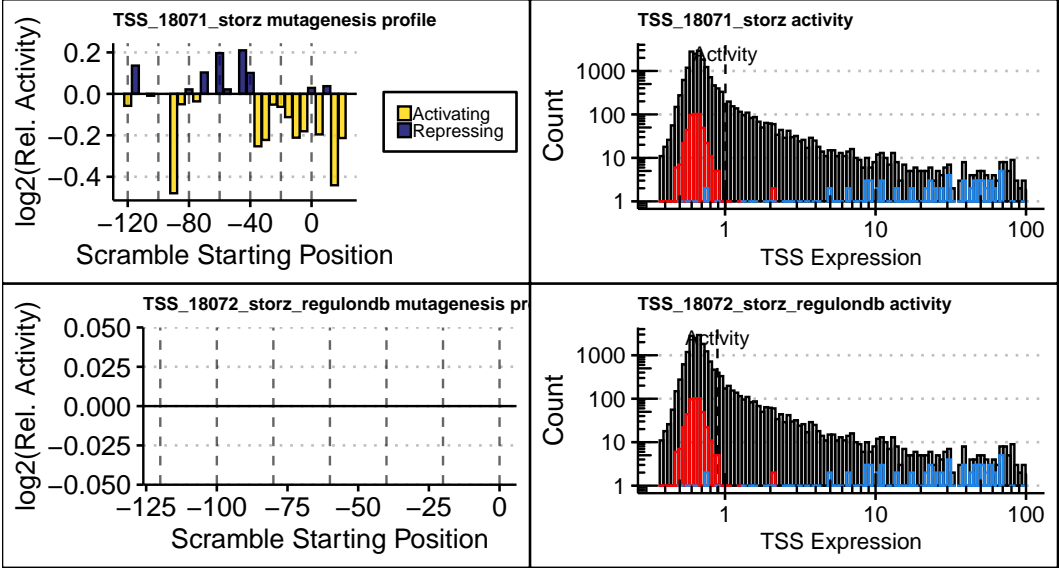 TSS_18071_storz mutagenesis profile
log2(Rel. Activity)
0.2
0.0
−0.2
−0.4
−120 −80 −40 0
Scramble Starting Position
Activating
Repressing
TSS_18071_storz activity
Activity
Count
1000
100
10
1
1 10 100
TSS Expression
TSS_18072_storz_regulondb mutagenesis pr
log2(Rel. Activity)
0.050
0.025
0.000
−0.025
−0.050
−125 −100 −75 −50 −25 0
Scramble Starting Position
TSS_18072_storz_regulondb activity
Activity
Count
1000
100
10
1
1 10 100
TSS Expression